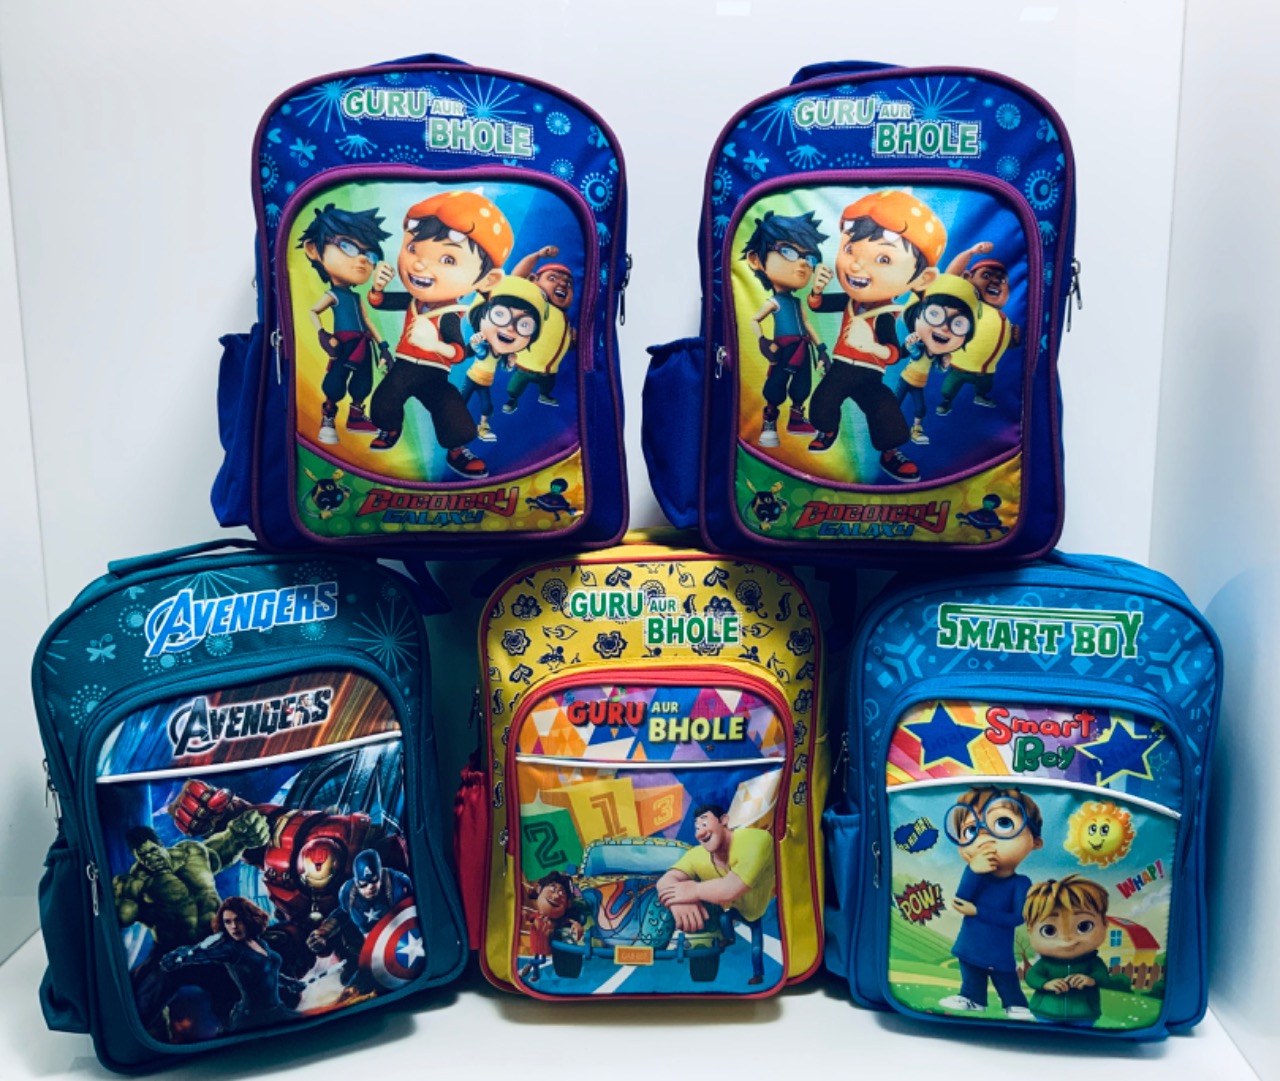 GURU AUR
BHOLE
BOBOIBOY
GALAXY
GURU AUR
BHOLE
BOBOIBOY
GALAXY
AVENGERS
AVENGERS
GURU AUR
BHOLE
GURU AUR
BHOLE
1
2
3
SMART BOY
Smart
Boy
POW!
WHAP!